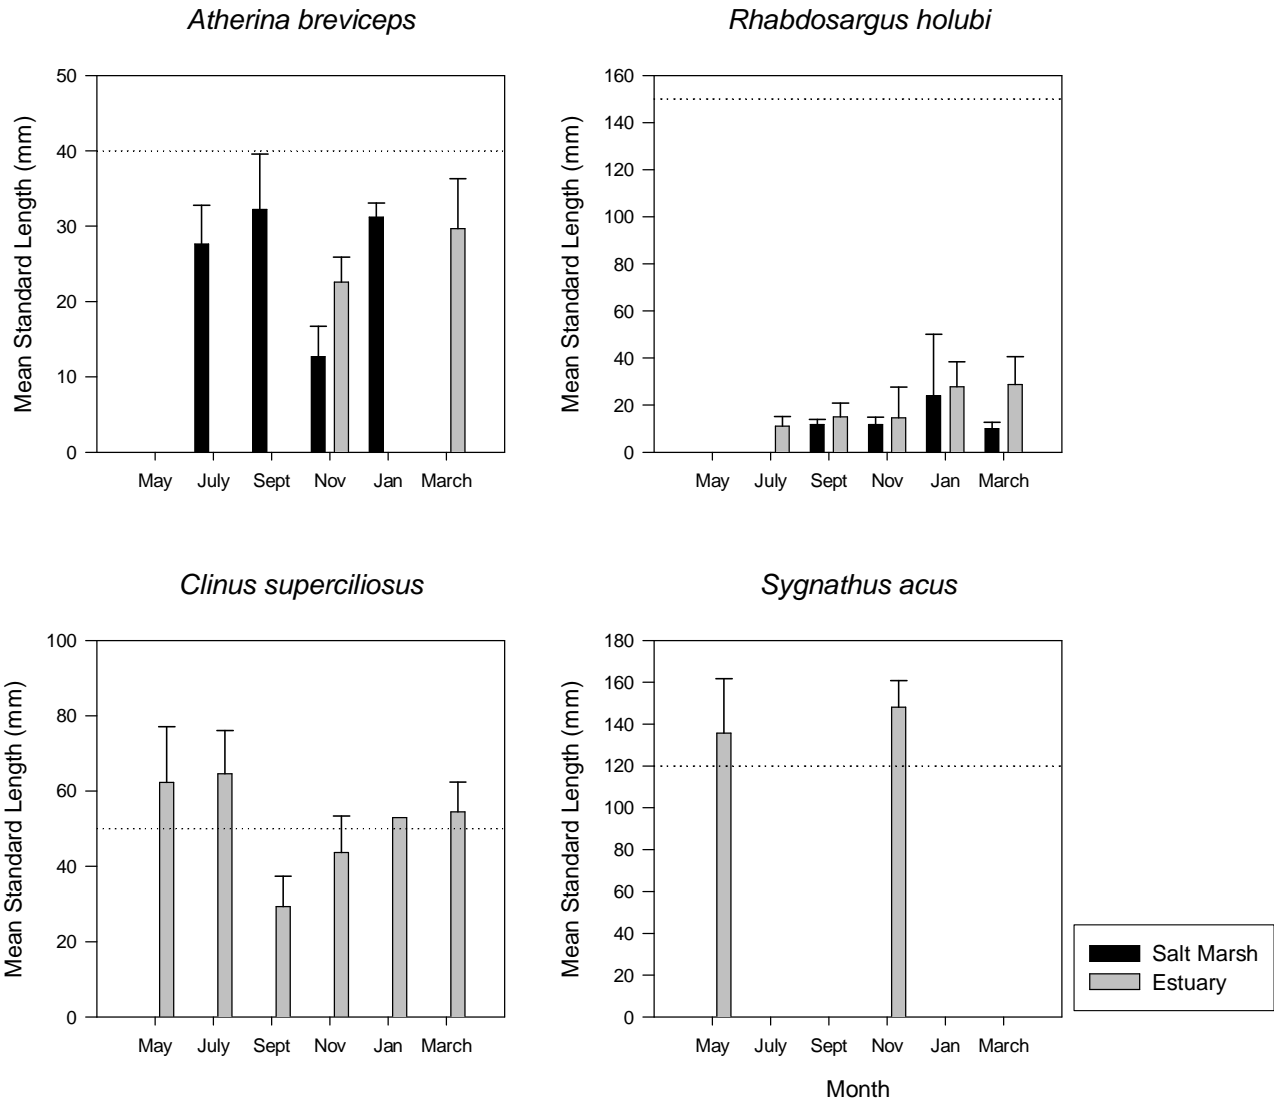 Atherina breviceps
Rhabdosargus holubi
Mean Standard Length (mm)
50
40
30
20
10
0
May July Sept Nov Jan March
Mean Standard Length (mm)
160
140
120
100
80
60
40
20
0
May July Sept Nov Jan March
Clinus superciliosus
Sygnathus acus
Mean Standard Length (mm)
100
80
60
40
20
0
May July Sept Nov Jan March
Mean Standard Length (mm)
180
160
140
120
100
80
60
40
20
0
May July Sept Nov Jan March
Month
Salt Marsh
Estuary